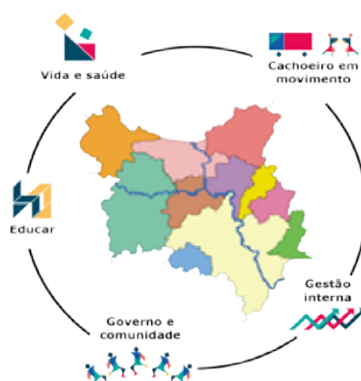 Vida e saúde
Cachoeiro em
movimento
Educar
Gestão
interna
Governo e
comunidade